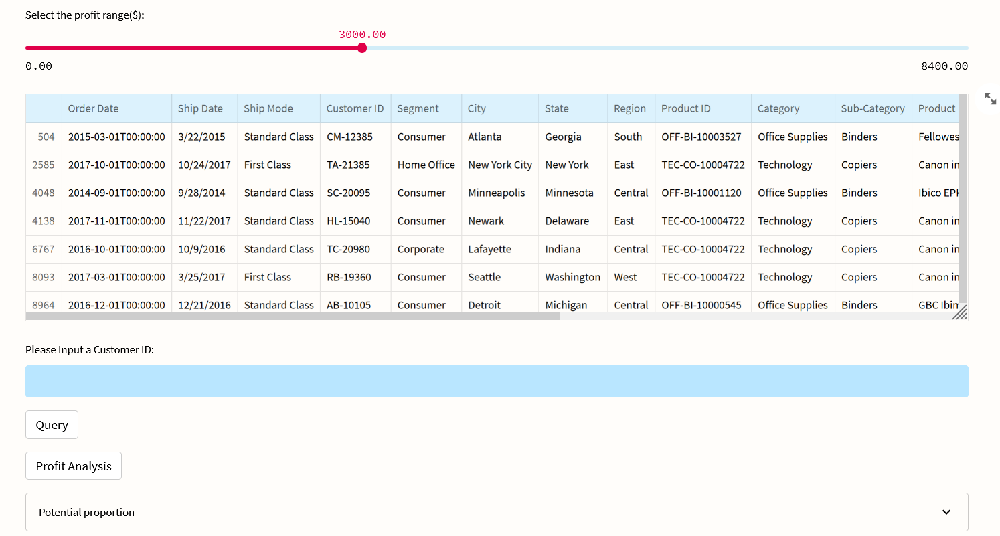 Select the profit range($):
3000.00
0.00 8400.00
Order Date Ship Date Ship Mode Customer ID Segment City State Region Product ID Category Sub-Category Product
504 2015-03-01T00:00:00 3/22/2015 Standard Class CM-12385 Consumer Atlanta Georgia South OFF-BI-10003527 Office Supplies Binders Fellowes
2585 2017-10-01T00:00:00 10/24/2017 First Class TA-21385 Home Office New York City New York East TEC-CO-10004722 Technology Copiers Canon in
4048 2014-09-01T00:00:00 9/28/2014 Standard Class SC-20095 Consumer Minneapolis Minnesota Central OFF-BI-10001120 Office Supplies Binders Ibico EPK
4138 2017-11-01T00:00:00 11/22/2017 Standard Class HL-15040 Consumer Newark Delaware East TEC-CO-10004722 Technology Copiers Canon in
6767 2016-10-01T00:00:00 10/9/2016 Standard Class TC-20980 Corporate Lafayette Indiana Central TEC-CO-10004722 Technology Copiers Canon in
8093 2017-03-01T00:00:00 3/25/2017 First Class RB-19360 Consumer Seattle Washington West TEC-CO-10004722 Technology Copiers Canon in
8964 2016-12-01T00:00:00 12/21/2016 Standard Class AB-10105 Consumer Detroit Michigan Central OFF-BI-10000545 Office Supplies Binders GBC Ibim
Please Input a Customer ID:
Query
Profit Analysis
Potential proportion